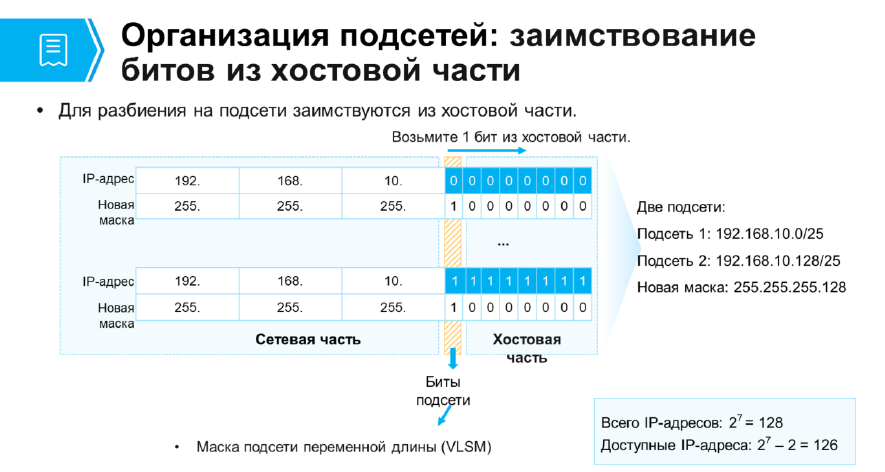 Организация подсетей: заимствование
битов из хостовой части
• Для разбиения на подсети заимствуются из хостовой части.
Возьмите 1 бит из хостовой части.
IP-адрес 192. 168. 10. 0 0 0 0 0 0 0 0
Новая маска 255. 255. 255. 1 0 0 0 0 0 0 0
...
IP-адрес 192. 168. 10. 1 1 1 1 1 1 1 1
Новая маска 255. 255. 255. 1 0 0 0 0 0 0 0
Сетевая часть
Хостовая
часть
Биты
подсети
• Маска подсети переменной длины (VLSM)
Две подсети:
Подсеть 1: 192.168.10.0/25
Подсеть 2: 192.168.10.128/25
Новая маска: 255.255.255.128
Всего IP-адресов: 2⁷ = 128
Доступные IP-адреса: 2⁷ – 2 = 126